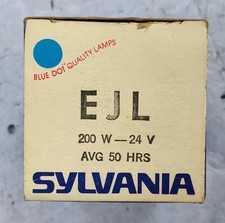 BLUE DOT QUALITY LAMPS
EJL
200 W — 24 V
AVG 50 HRS
SYLVANIA